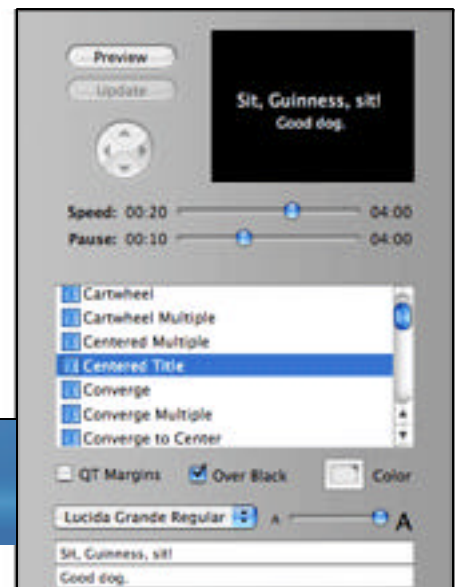 Preview
Update
Sit, Guinness, sit!
Good dog.
Speed: 00:20 04:00
Pause: 00:10 04:00
Cartwheel
Cartwheel Multiple
Centered Multiple
Centered Title
Converge
Converge Multiple
Converge to Center
QT Margins Over Black Color
Lucida Grande Regular A A
Sit, Guinness, sit!
Good dog.